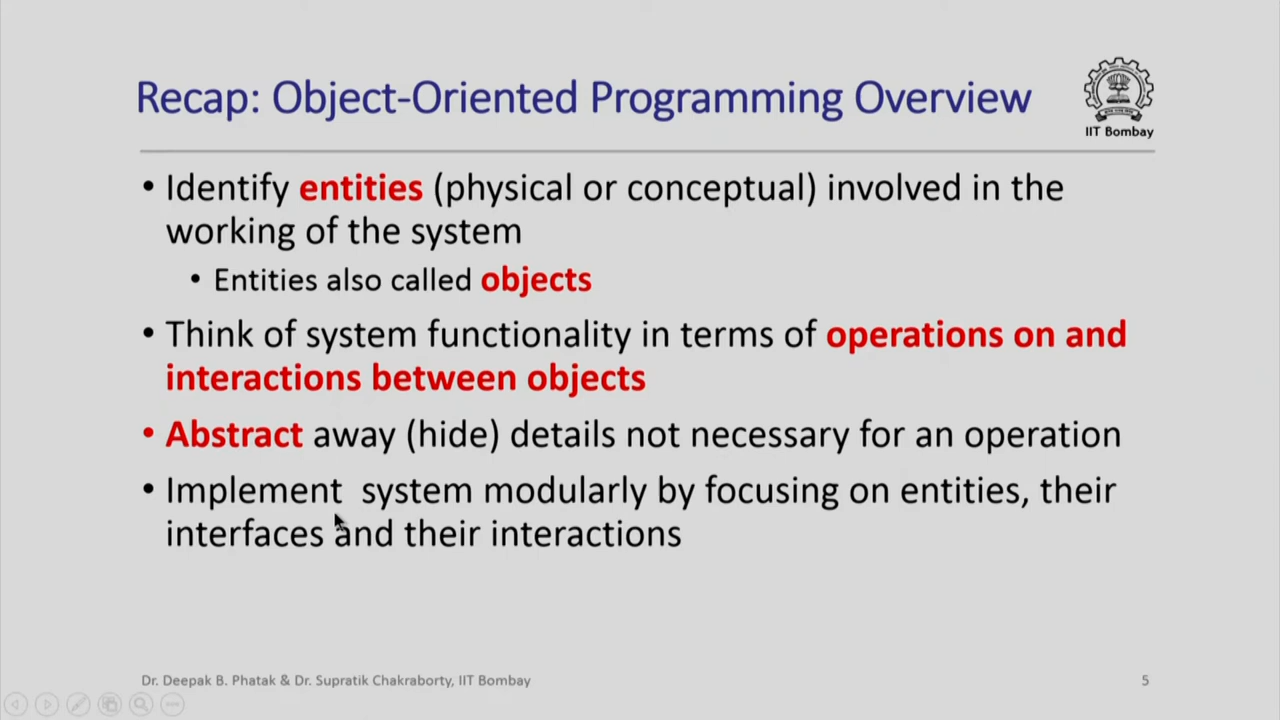 Recap: Object-Oriented Programming Overview
IIT Bombay
• Identify entities (physical or conceptual) involved in the
working of the system
• Entities also called objects
• Think of system functionality in terms of operations on and
interactions between objects
• Abstract away (hide) details not necessary for an operation
• Implement system modularly by focusing on entities, their
interfaces and their interactions
Dr. Deepak B. Phatak & Dr. Supratik Chakraborty, IIT Bombay
5